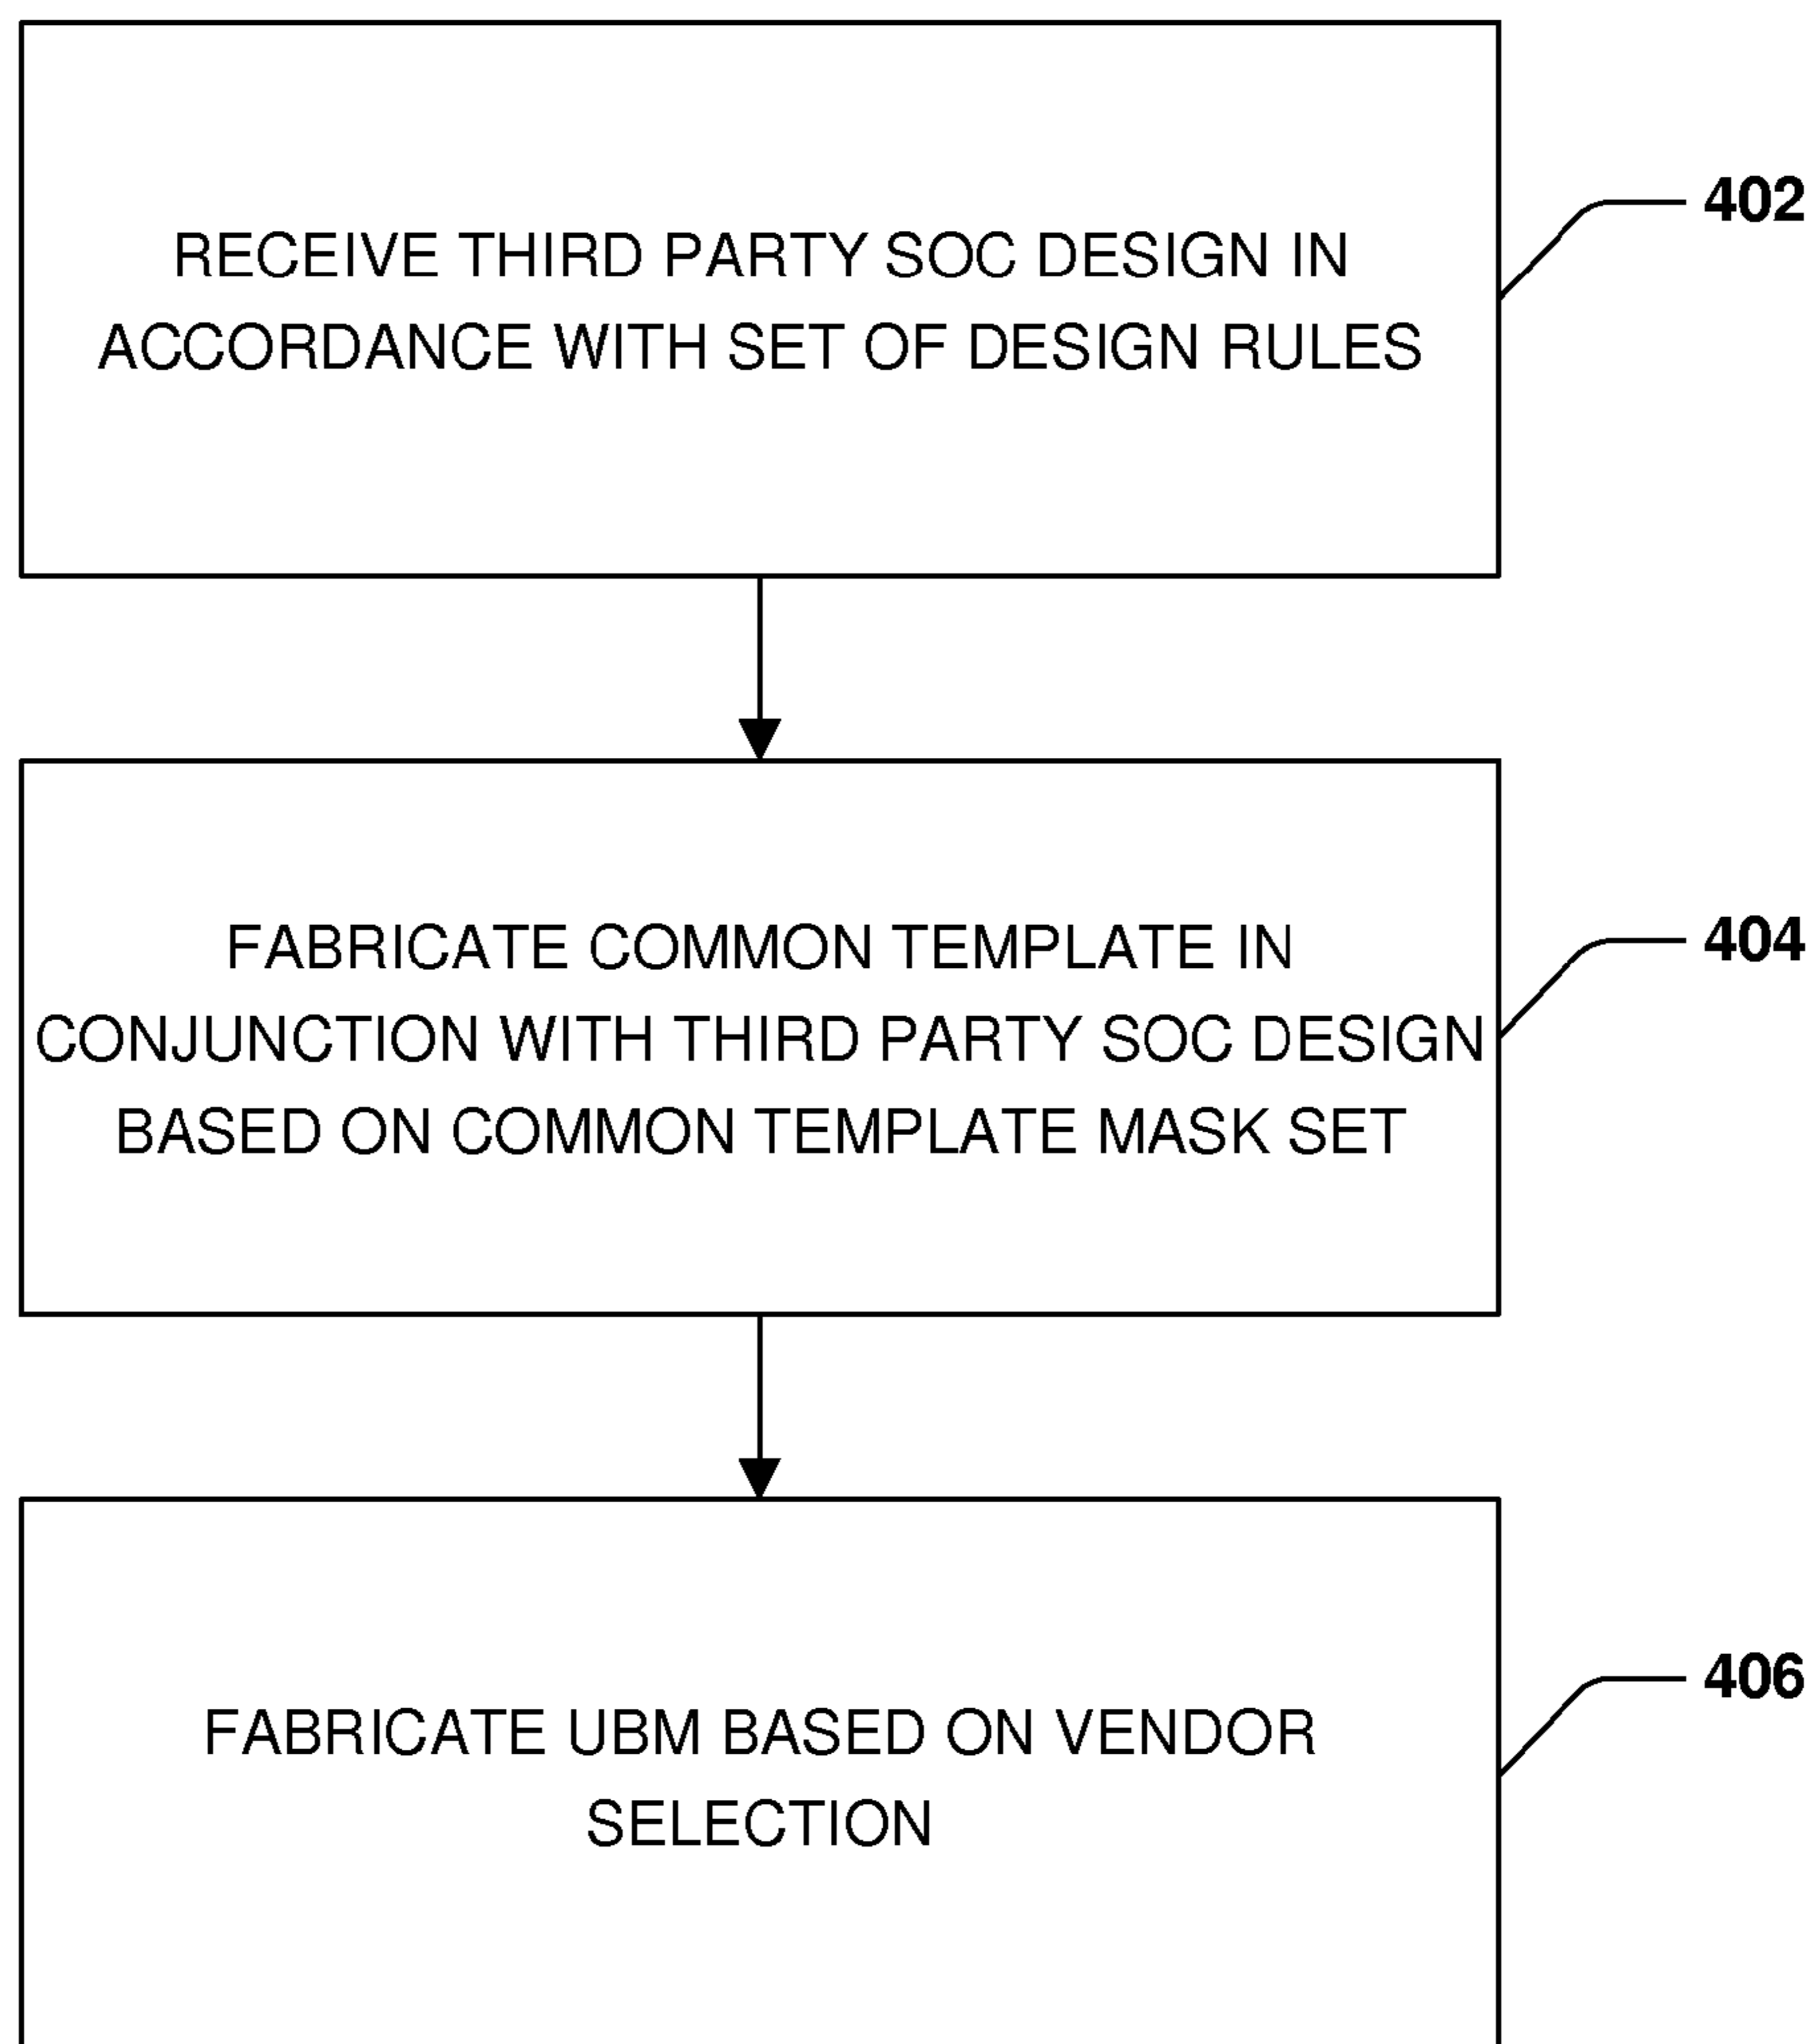 RECEIVE THIRD PARTY SOC DESIGN IN
ACCORDANCE WITH SET OF DESIGN RULES
402
FABRICATE COMMON TEMPLATE IN
CONJUNCTION WITH THIRD PARTY SOC DESIGN
BASED ON COMMON TEMPLATE MASK SET
404
FABRICATE UBM BASED ON VENDOR
SELECTION
406